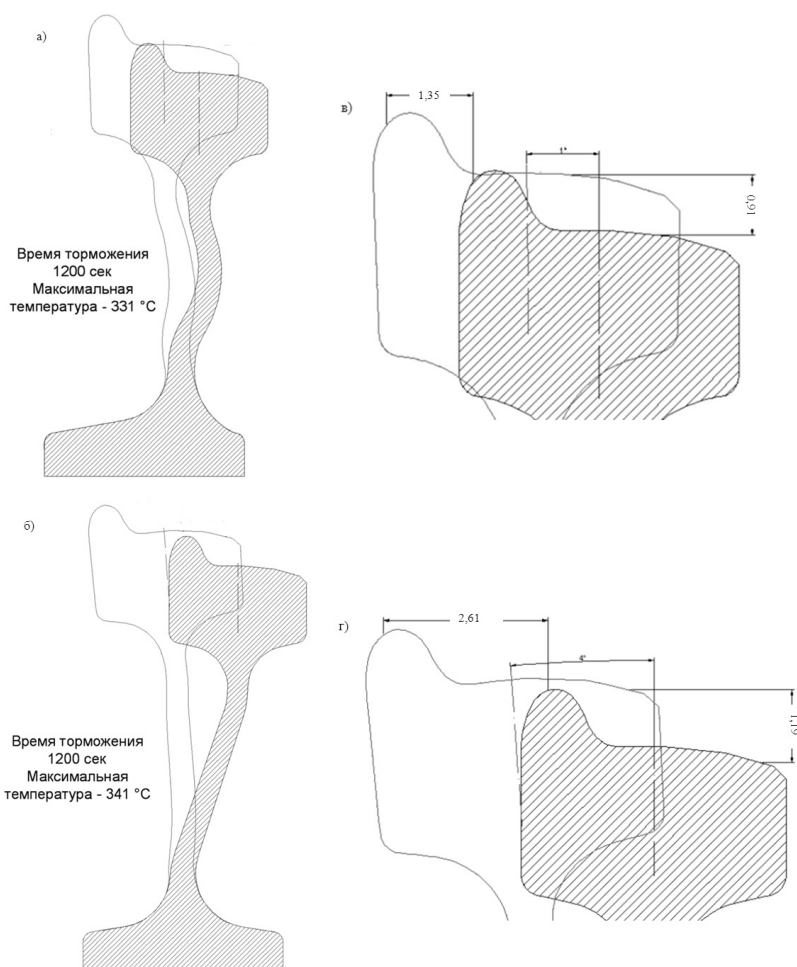 а)
Время торможения
1200 сек
Максимальная
температура - 331 °С
в)
1,35
1°
0,91
б)
Время торможения
1200 сек
Максимальная
температура - 341 °С
г)
2,61
4°
1,19